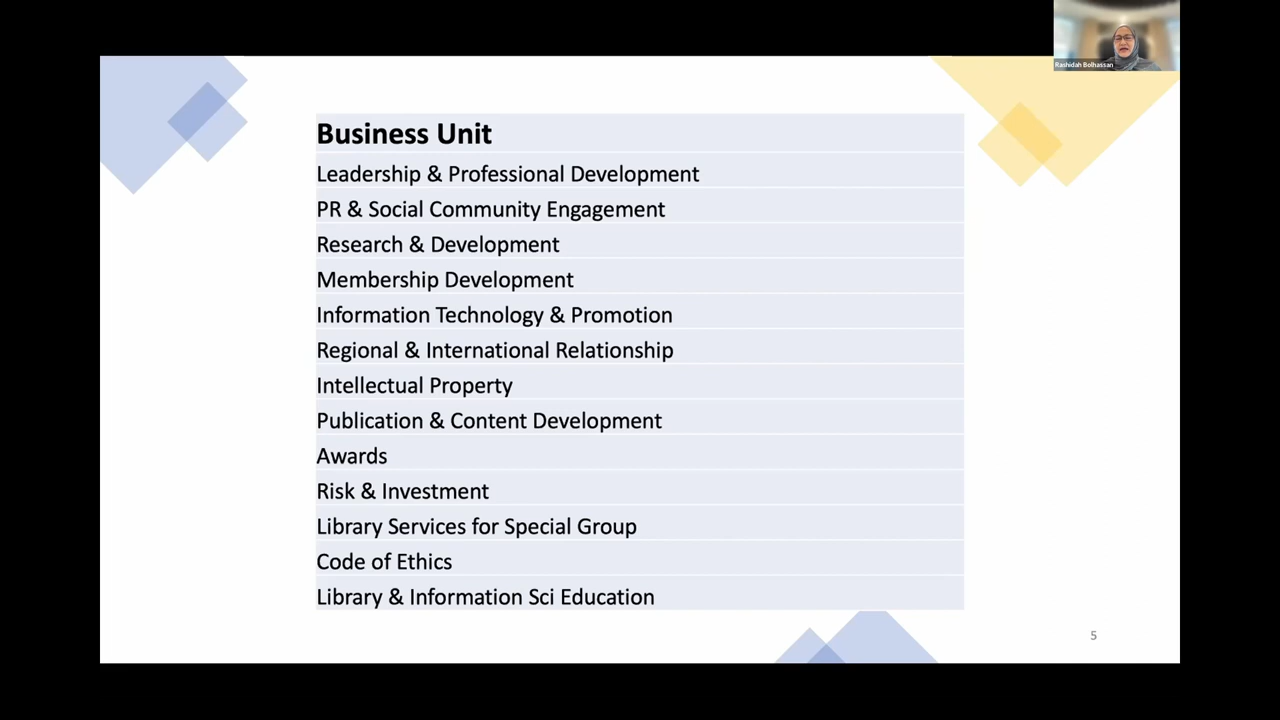 Rashidah Bolhassan
Business Unit
Leadership & Professional Development
PR & Social Community Engagement
Research & Development
Membership Development
Information Technology & Promotion
Regional & International Relationship
Intellectual Property
Publication & Content Development
Awards
Risk & Investment
Library Services for Special Group
Code of Ethics
Library & Information Sci Education
5